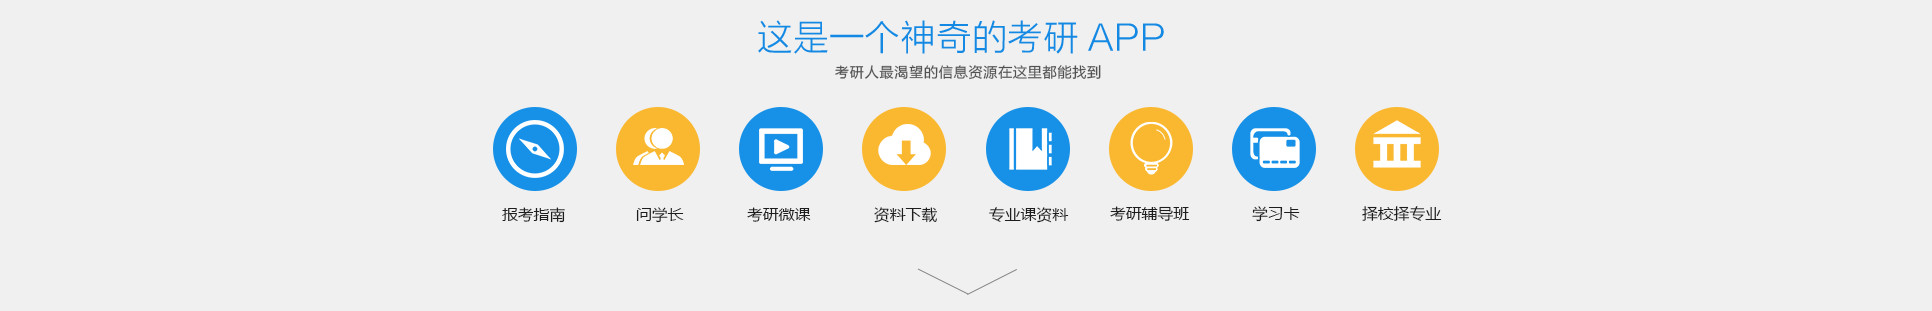 这是一个神奇的考研 APP
考研人最渴望的信息资源在这里都能找到
报考指南 问学长 考研微课 资料下载 专业课资料 考研辅导班 学习卡 择校择专业